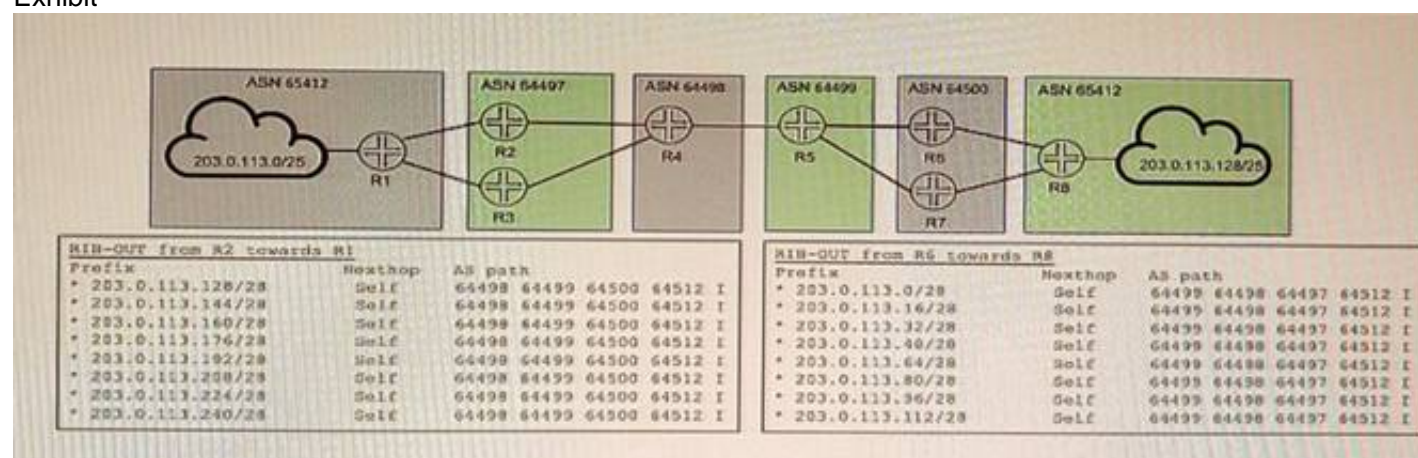 Exhibit
ASN 65412
ASN 64497
ASN 64498
ASN 64499
ASN 64500
ASN 65412
203.0.113.0/25
R1
R2
R3
R4
R5
R6
R7
R8
203.0.113.128/25
RIB-OUT from R2 towards R1
Prefix Nexthop AS path
* 203.0.113.128/28 Self 64498 64499 64500 64512 I
* 203.0.113.144/28 Self 64498 64499 64500 64512 I
* 203.0.113.160/28 Self 64498 64499 64500 64512 I
* 203.0.113.176/28 Self 64498 64499 64500 64512 I
* 203.0.113.192/28 Self 64498 64499 64500 64512 I
* 203.0.113.208/28 Self 64498 64499 64500 64512 I
* 203.0.113.224/28 Self 64498 64499 64500 64512 I
* 203.0.113.240/28 Self 64498 64499 64500 64512 I
RIB-OUT from R6 towards R8
Prefix Nexthop AS path
* 203.0.113.0/28 Self 64499 64498 64497 64512 I
* 203.0.113.16/28 Self 64499 64498 64497 64512 I
* 203.0.113.32/28 Self 64499 64498 64497 64512 I
* 203.0.113.48/28 Self 64499 64498 64497 64512 I
* 203.0.113.64/28 Self 64499 64498 64497 64512 I
* 203.0.113.80/28 Self 64499 64498 64497 64512 I
* 203.0.113.96/28 Self 64499 64498 64497 64512 I
* 203.0.113.112/28 Self 64499 64498 64497 64512 I